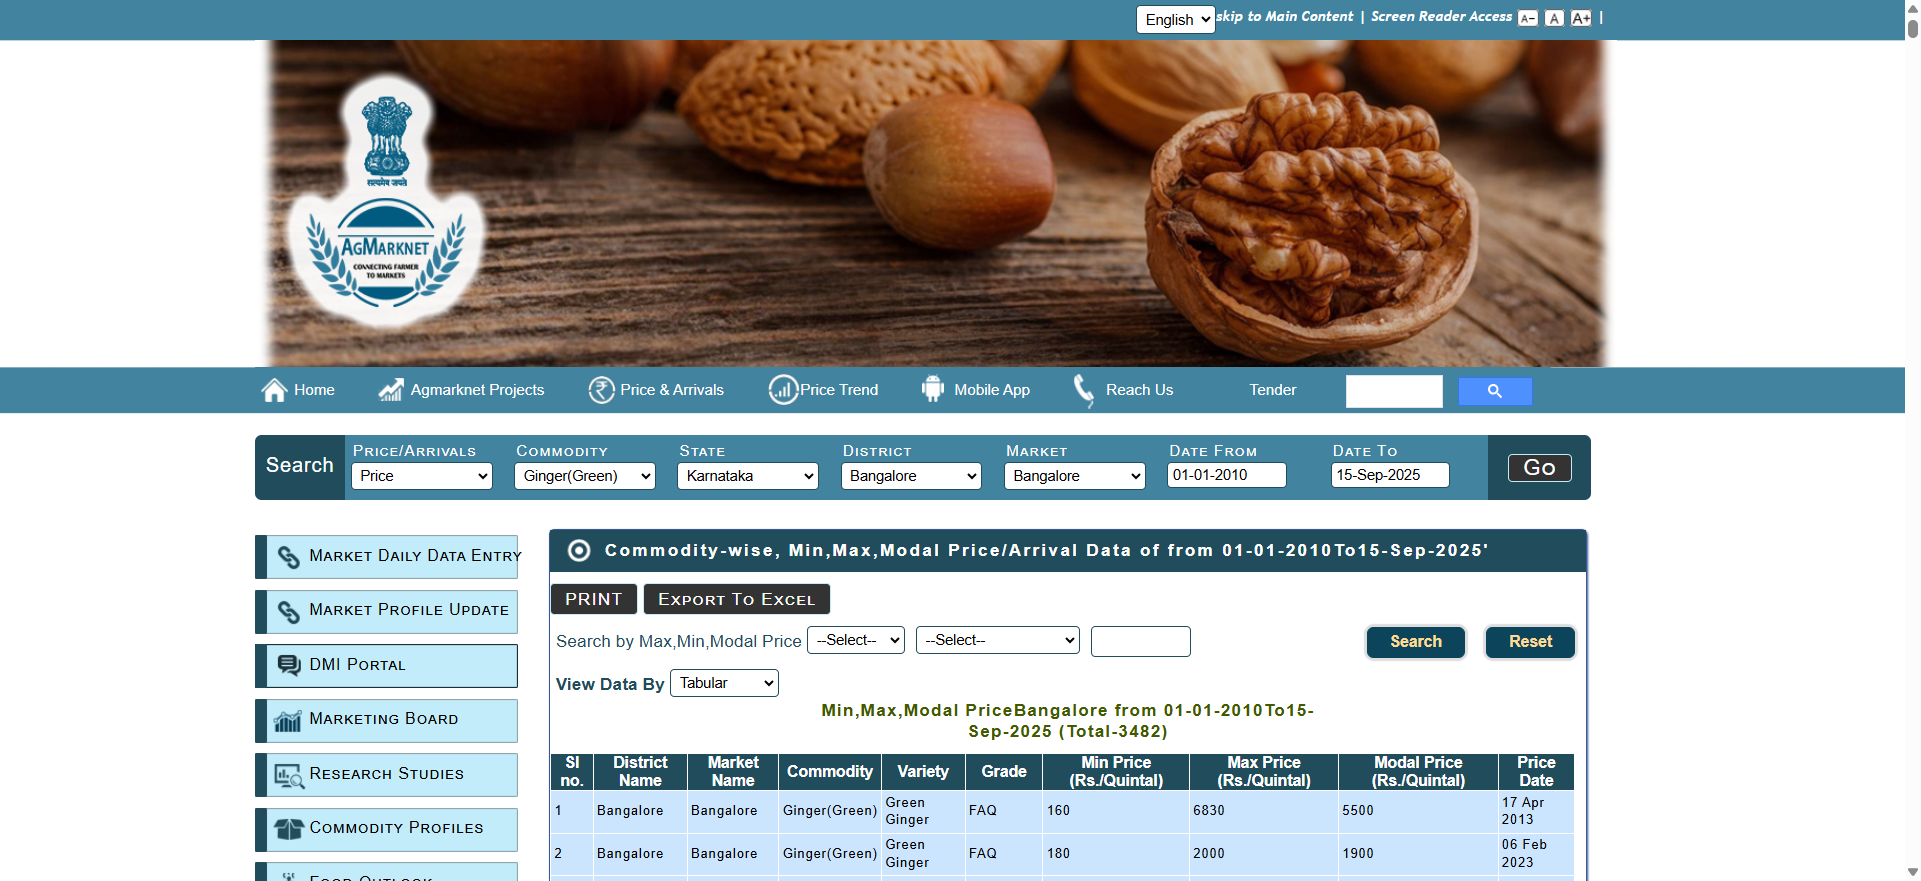 English
skip to Main Content | Screen Reader Access A- A A+ |
सत्यमेव जयते
AGMARKNET
CONNECTING FARMER
TO MARKETS
Home Agmarknet Projects Price & Arrivals Price Trend Mobile App Reach Us Tender
Search
Price/Arrivals Commodity State District Market Date From Date To
Price Ginger(Green) Karnataka Bangalore Bangalore 01-01-2010 15-Sep-2025
Go
Market Daily Data Entry
Market Profile Update
DMI Portal
Marketing Board
Research Studies
Commodity Profiles
Food Outlook
Commodity-wise, Min,Max,Modal Price/Arrival Data of from 01-01-2010To15-Sep-2025'
PRINT Export To Excel
Search by Max,Min,Modal Price --Select-- --Select-- Search Reset
View Data By Tabular
Min,Max,Modal PriceBangalore from 01-01-2010To15-
Sep-2025 (Total-3482)
Sl no. District Name Market Name Commodity Variety Grade Min Price (Rs./Quintal) Max Price (Rs./Quintal) Modal Price (Rs./Quintal) Price Date
1 Bangalore Bangalore Ginger(Green) Green Ginger FAQ 160 6830 5500 17 Apr 2013
2 Bangalore Bangalore Ginger(Green) Green Ginger FAQ 180 2000 1900 06 Feb 2023